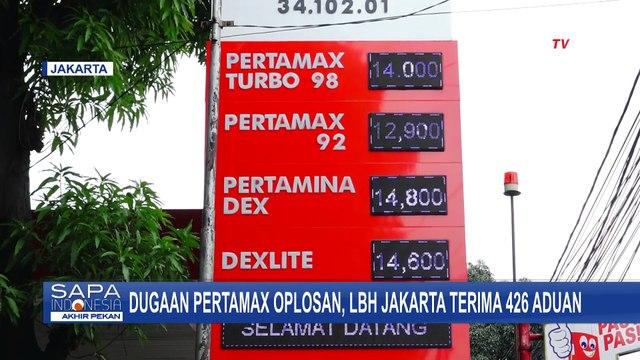 34.102.01
JAKARTA
TV
PERTAMAX
TURBO 98
14.000
PERTAMAX
92
12,900
PERTAMINA
DEX
14,800
DEXLITE
14,600
SAPA
INDONESIA
AKHIR PEKAN
DUGAAN PERTAMAX OPLOSAN, LBH JAKARTA TERIMA 426 ADUAN
SELAMAT DATANG